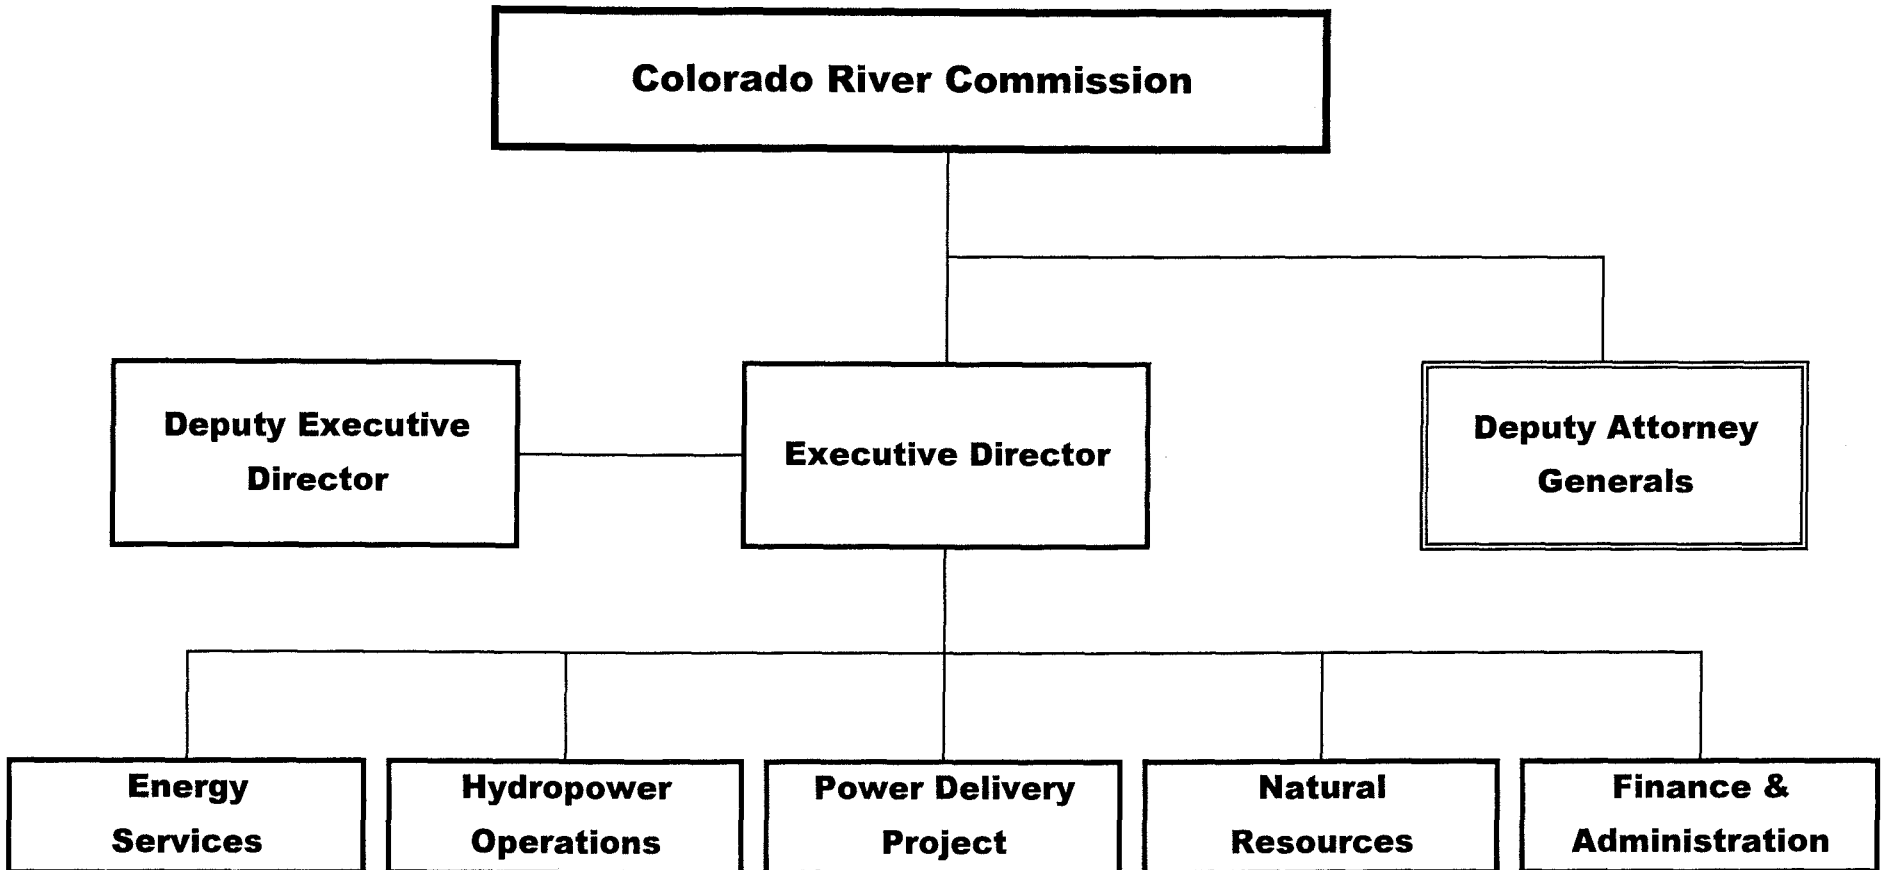 Colorado River Commission
Deputy Executive
Director
Executive Director
Deputy Attorney
Generals
Energy
Services
Hydropower
Operations
Power Delivery
Project
Natural
Resources
Finance &
Administration